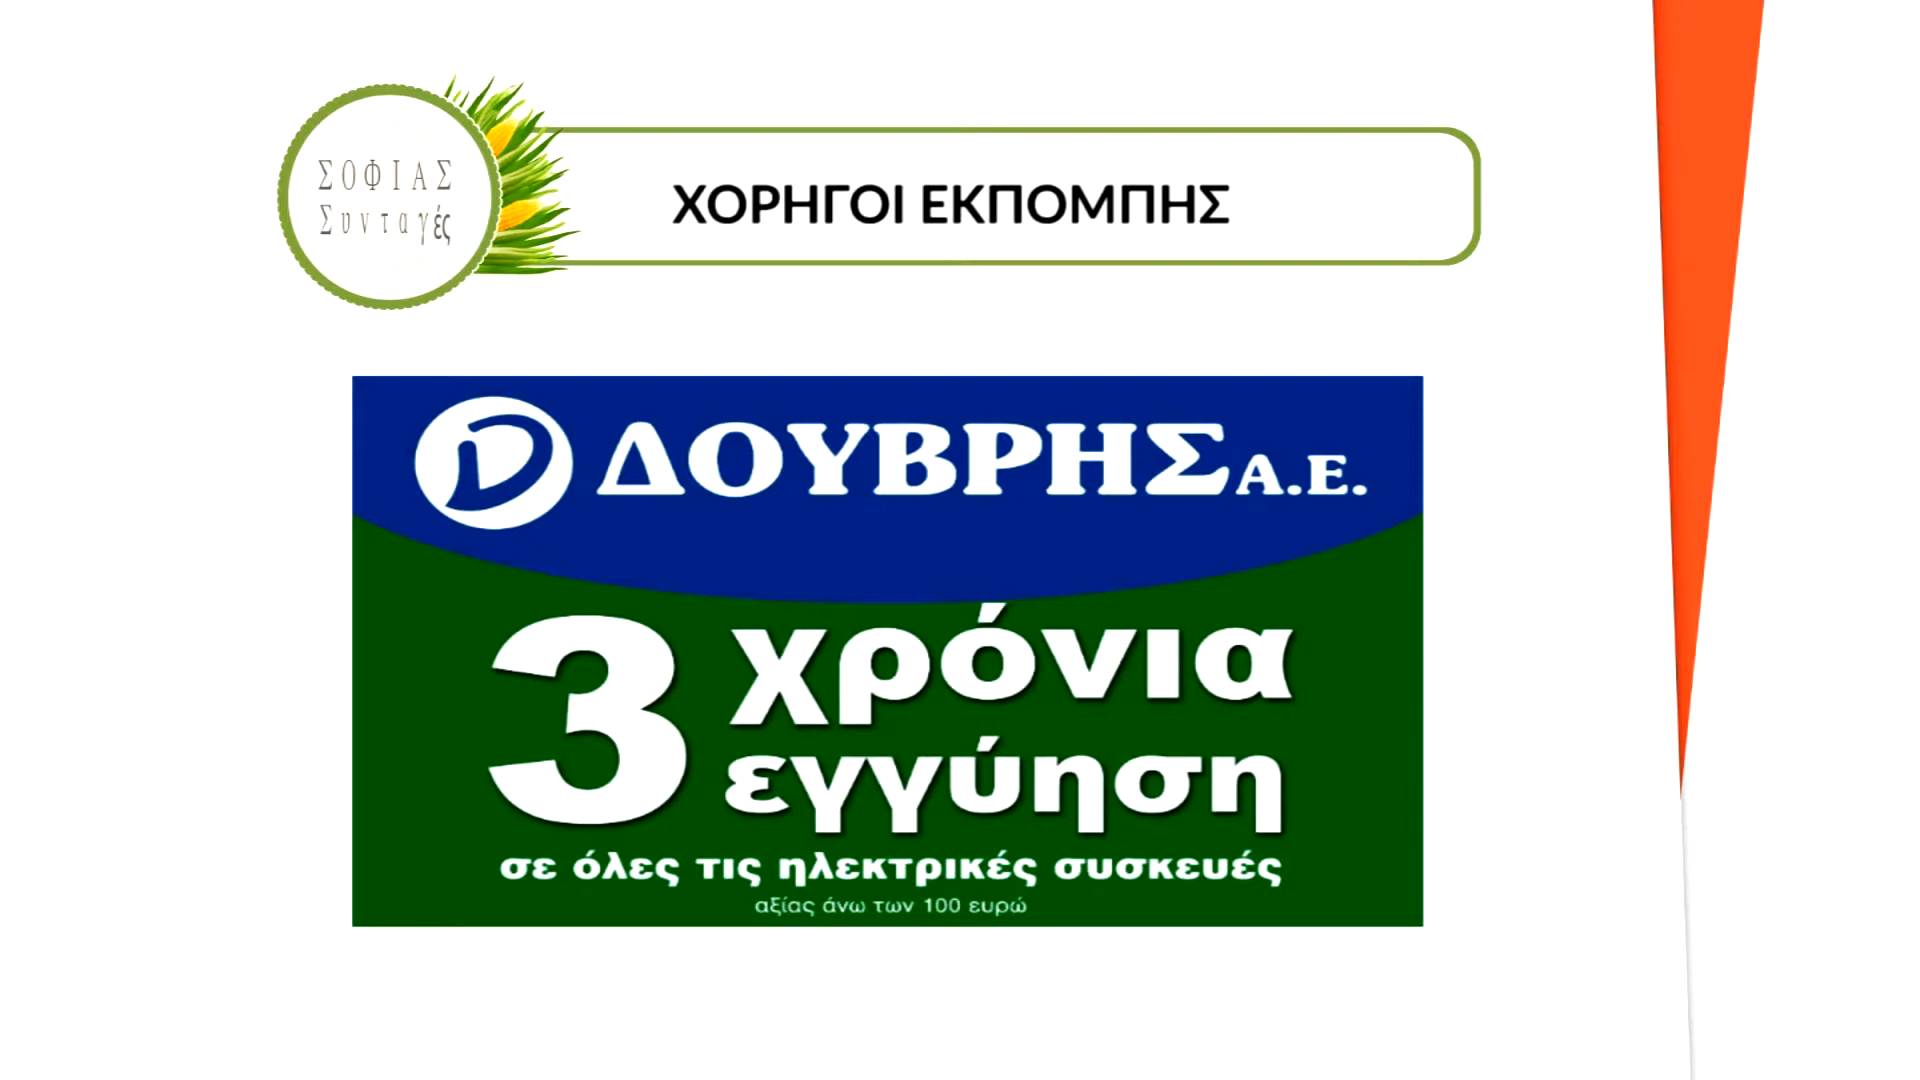 ΣΟΦΙΑΣ
Συνταγές
ΧΟΡΗΓΟΙ ΕΚΠΟΜΠΗΣ
D ΔΟΥΒΡΗΣ Α.Ε.
3 χρόνια
εγγύηση
σε όλες τις ηλεκτρικές συσκευές
αξίας άνω των 100 ευρώ